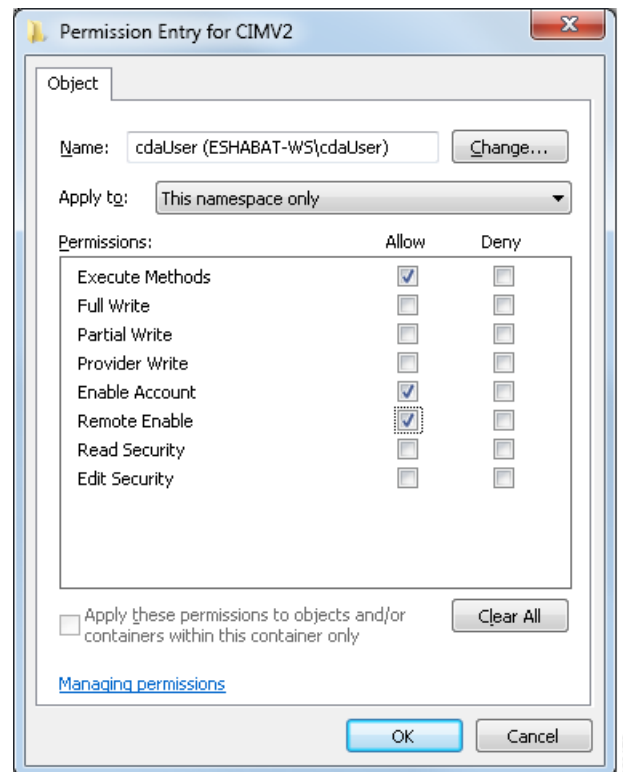 Permission Entry for CIMV2
Object
Name: cdaUser (ESHABAT-WS\cdaUser) Change...
Apply to: This namespace only
Permissions: Allow Deny
Execute Methods
Full Write
Partial Write
Provider Write
Enable Account
Remote Enable
Read Security
Edit Security
Apply these permissions to objects and/or
containers within this container only
Clear All
Managing permissions
OK Cancel